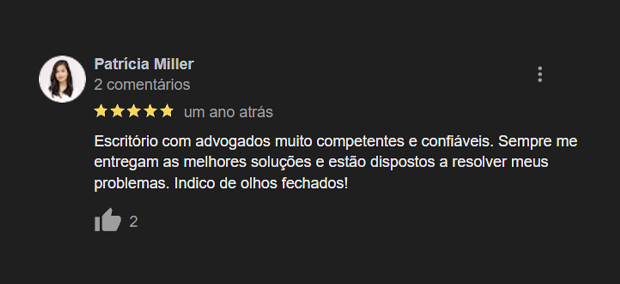 Patrícia Miller
2 comentários
um ano atrás
Escritório com advogados muito competentes e confiáveis. Sempre me
entregam as melhores soluções e estão dispostos a resolver meus
problemas. Indico de olhos fechados!
2